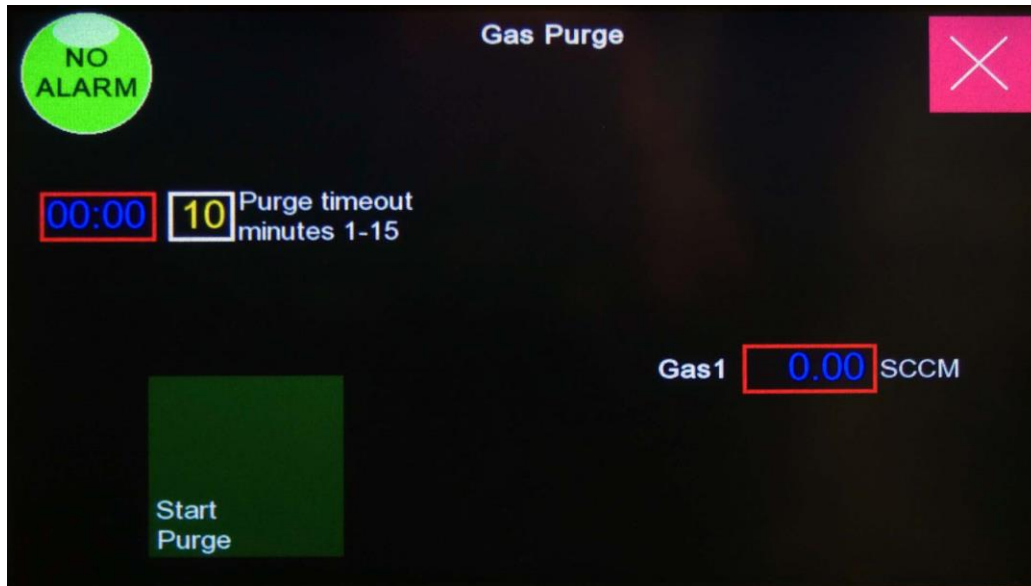 NO
ALARM
Gas Purge
00:00
10
Purge timeout
minutes 1-15
Gas1
0.00
SCCM
Start
Purge